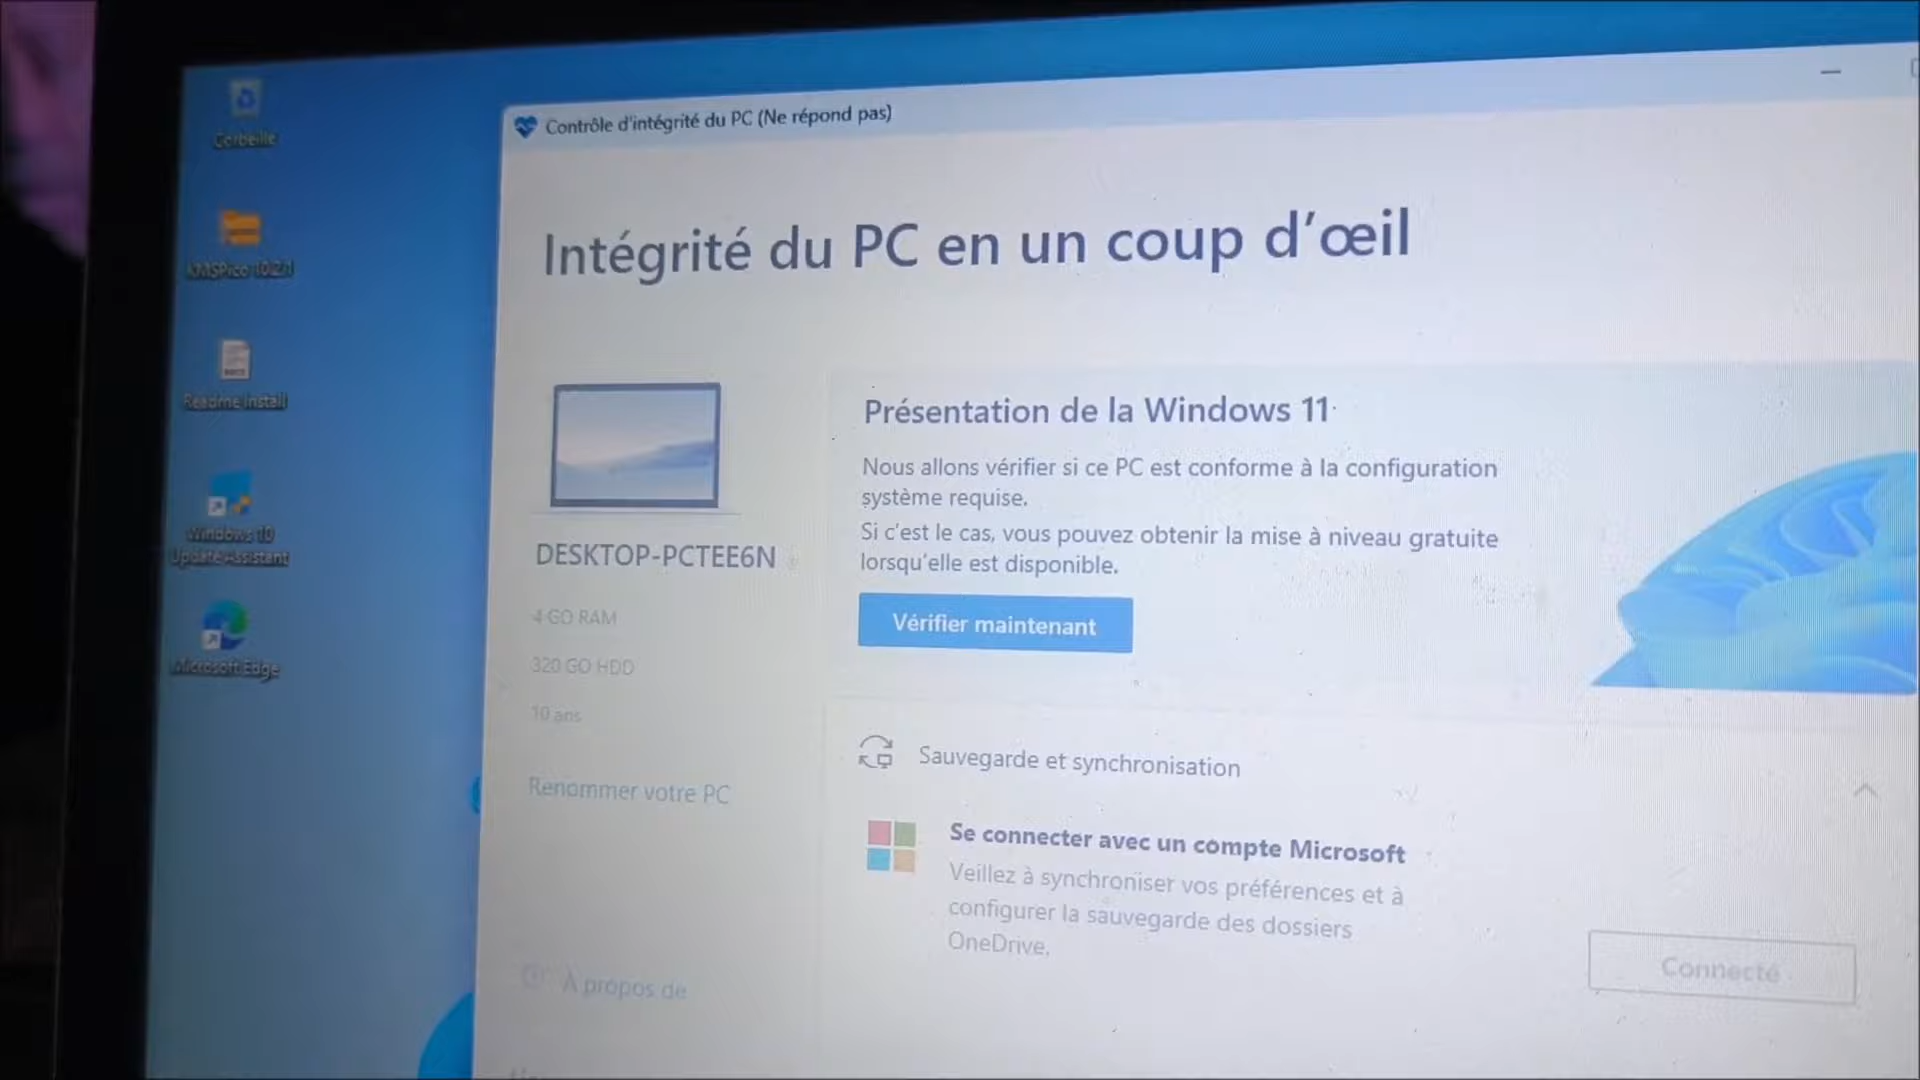 Corbeille
KMSPico 10.2.1
Readme Install
Windows 10
Update Assistant
Microsoft Edge
Contrôle d'intégrité du PC (Ne répond pas)
Intégrité du PC en un coup d'œil
DESKTOP-PCTEE6N
4 GO RAM
320 GO HDD
10 ans
Renommer votre PC
À propos de
Présentation de la Windows 11
Nous allons vérifier si ce PC est conforme à la configuration
système requise.
Si c'est le cas, vous pouvez obtenir la mise à niveau gratuite
lorsqu'elle est disponible.
Vérifier maintenant
Sauvegarde et synchronisation
Se connecter avec un compte Microsoft
Veillez à synchroniser vos préférences et à
configurer la sauvegarde des dossiers
OneDrive.
Connecté